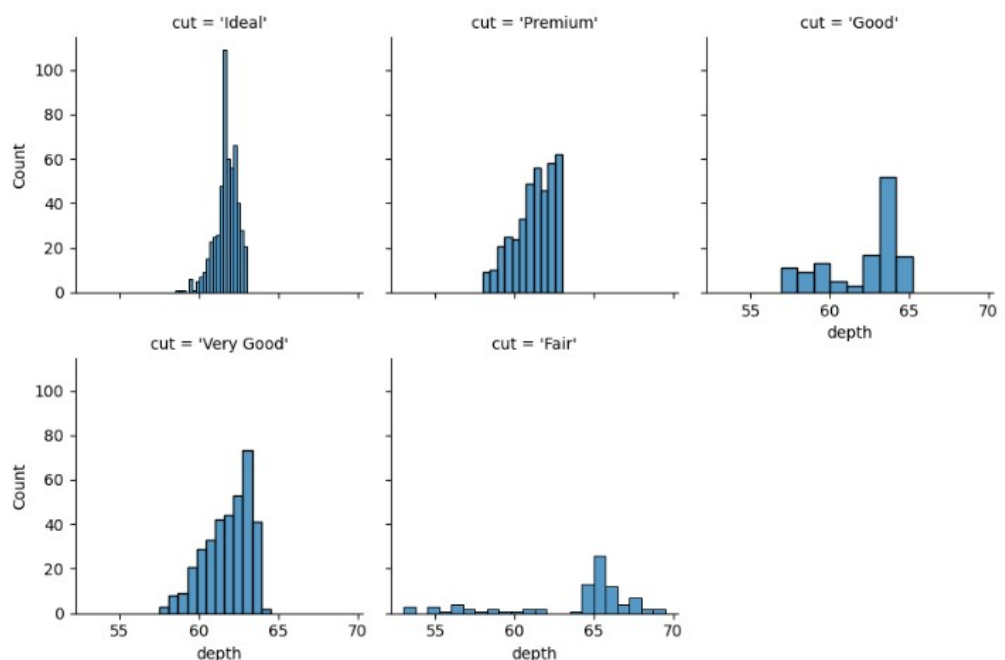 cut = 'Ideal'
cut = 'Premium'
cut = 'Good'
100
80
60
40
20
0
Count
55 60 65 70
depth
cut = 'Very Good'
cut = 'Fair'
100
80
60
40
20
0
Count
55 60 65 70
depth
55 60 65 70
depth